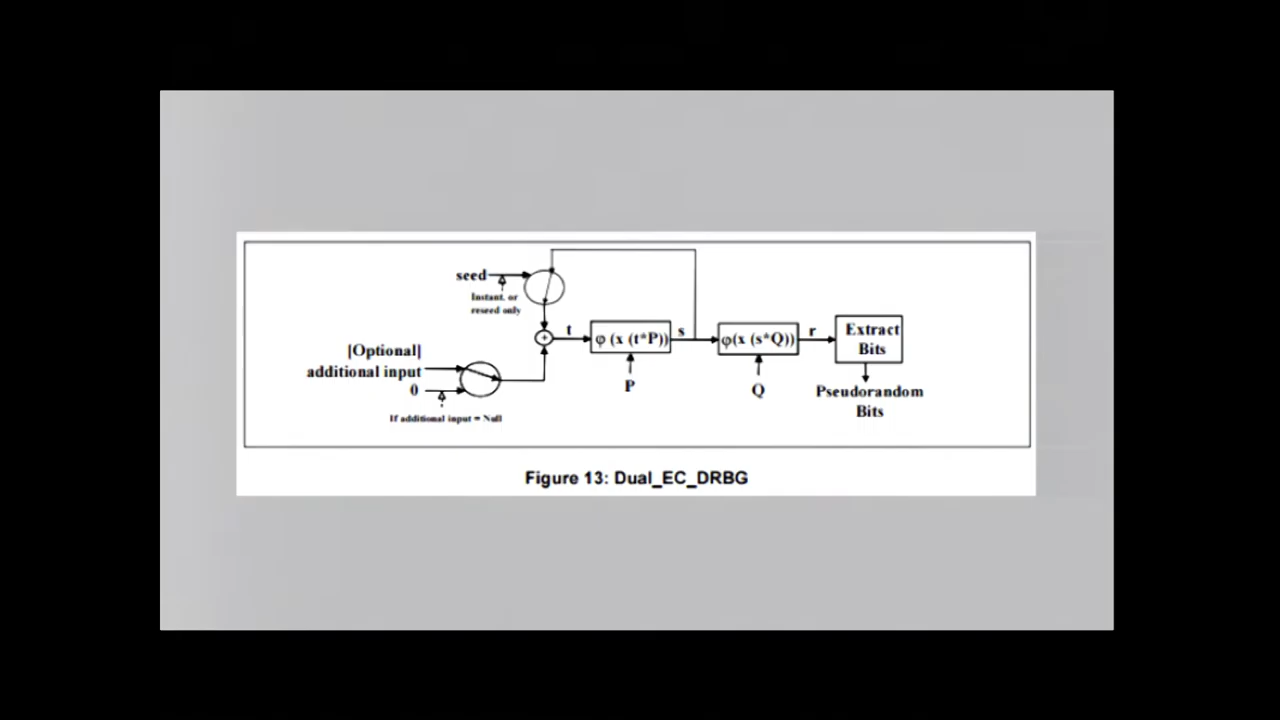 seed
Instant. or
reseed only
t
φ (x (t*P))
s
φ(x (s*Q))
r
Extract
Bits
[Optional]
additional input
0
P
Q
Pseudorandom
Bits
If additional input = Null
Figure 13: Dual_EC_DRBG